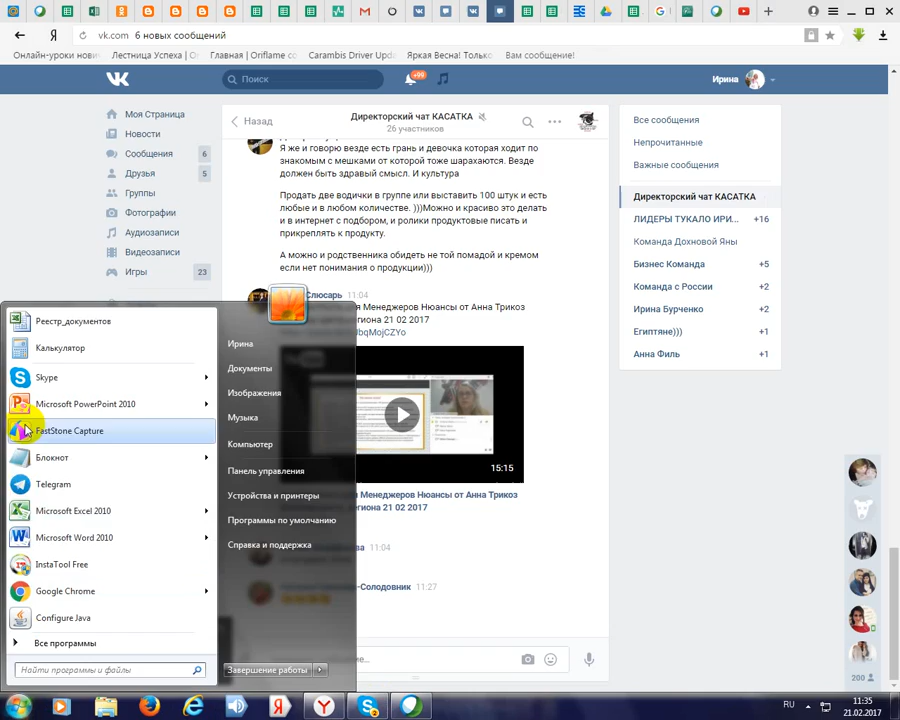 vk.com 6 новых сообщений
Онлайн-уроки нови
Лестница Успеха | О
Главная | Oriflame co
Carambis Driver Upda
Яркая Весна! Только
Вам сообщение!
Поиск
+99
Ирина
Моя Страница
Новости
Сообщения 6
Друзья 5
Группы
Фотографии
Аудиозаписи
Видеозаписи
Игры 23
Назад
Директорский чат КАСАТКА
26 участников
Я же и говорю везде есть грань и девочка которая ходит по
знакомым с мешками от которой тоже шарахаются. Везде
должен быть здравый смысл. И культура
Продать две водички в группе или выставить 100 штук и есть
любые и в любом количестве. )))Можно и красиво это делать
и в интернет с подбором, и ролики продуктовые писать и
прикреплять к продукту.
А можно и родственника обидеть не той помадой и кремом
если нет понимания о продукции)))
Слюсарь 11:04
для Менеджеров Нюансы от Анна Трикоз
региона 21 02 2017
15:15
Менеджеров Нюансы от Анна Трикоз
региона 21 02 2017
11:04
-Солодовник 11:27
Все сообщения
Непрочитанные
Важные сообщения
Директорский чат КАСАТКА
ЛИДЕРЫ ТУКАЛО ИРИ... +16
Команда Дохновой Яны
Бизнес Команда +5
Команда с России +2
Ирина Бурченко +2
Египтяне))) +1
Анна Филь +1
200
Реестр_документы
Калькулятор
Skype
Microsoft PowerPoint 2010
FastStone Capture
Блокнот
Telegram
Microsoft Excel 2010
Microsoft Word 2010
InstaTool Free
Google Chrome
Configure Java
Все программы
Найти программы и файлы
Ирина
Документы
Изображения
Музыка
Компьютер
Панель управления
Устройства и принтеры
Программы по умолчанию
Справка и поддержка
Завершение работы
RU
11:35
21.02.2017